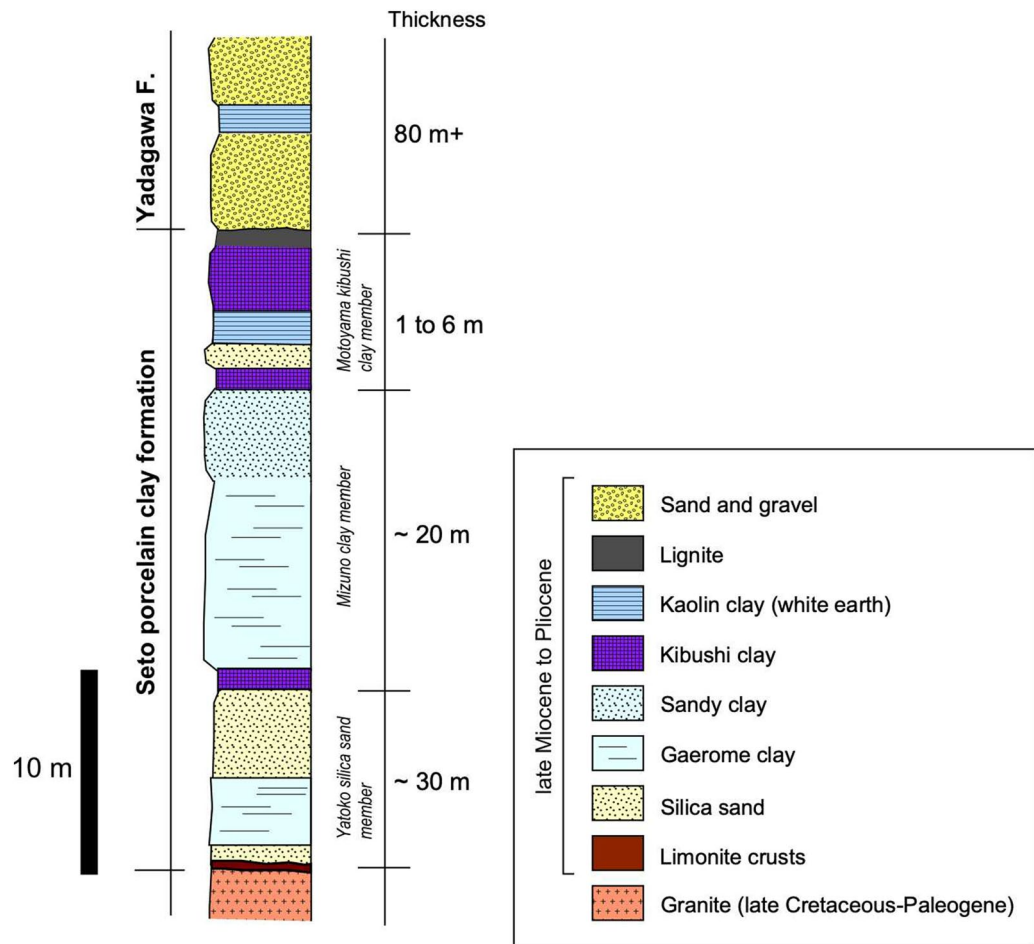 Thickness
Yadagawa F.
80 m+
Seto porcelain clay formation
Motoyama kibushi
clay member
1 to 6 m
Mizuno clay member
~ 20 m
Yatoko silica sand
member
~ 30 m
10 m
late Miocene to Pliocene
Sand and gravel
Lignite
Kaolin clay (white earth)
Kibushi clay
Sandy clay
Gaerome clay
Silica sand
Limonite crusts
Granite (late Cretaceous-Paleogene)